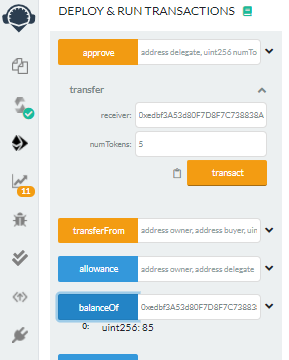 DEPLOY & RUN TRANSACTIONS
approve address delegate, uint256 numTo
transfer
receiver: 0xedbf3A53d80F7D8F7C738838A
numTokens: 5
transact
11
transferFrom address owner, address buyer, uin
allowance address owner, address delegate
balanceOf 0xedbf3A53d80F7D8F7C73883
0: uint256: 85